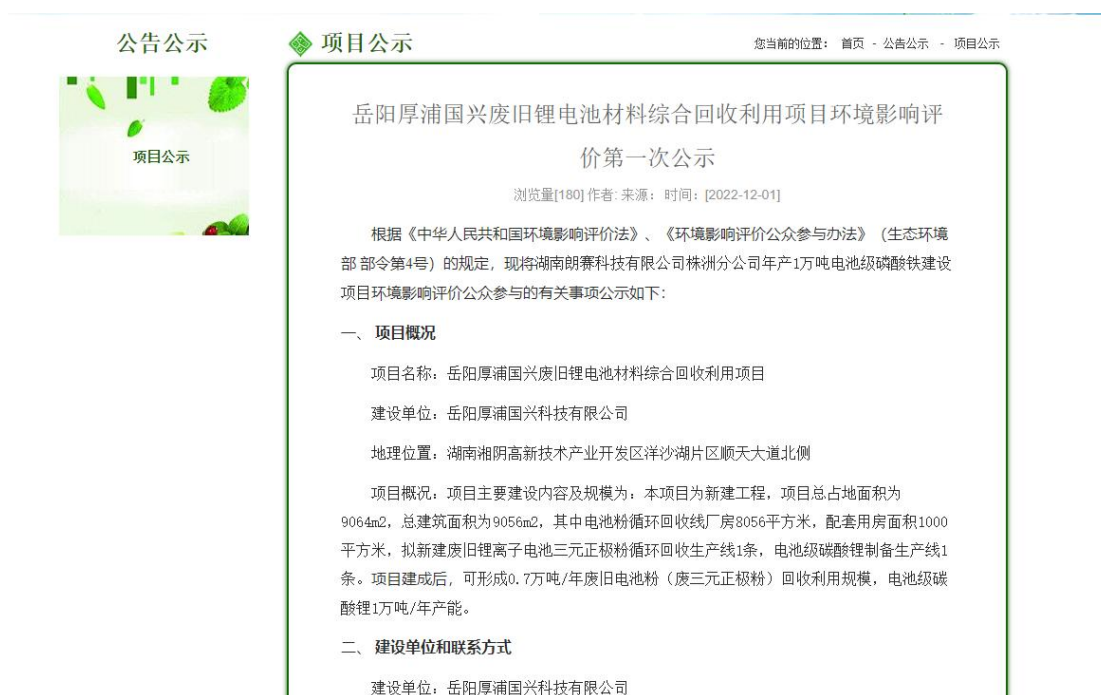 公告公示
项目公示
您当前的位置： 首页 - 公告公示 - 项目公示
项目公示
岳阳厚浦国兴废旧锂电池材料综合回收利用项目环境影响评
价第一次公示
浏览量[180] 作者: 来源： 时间：[2022-12-01]
根据《中华人民共和国环境影响评价法》、《环境影响评价公众参与办法》（生态环境
部 部令第4号）的规定，现将湖南朗赛科技有限公司株洲分公司年产1万吨电池级磷酸铁建设
项目环境影响评价公众参与的有关事项公示如下：
一、 项目概况
项目名称：岳阳厚浦国兴废旧锂电池材料综合回收利用项目
建设单位：岳阳厚浦国兴科技有限公司
地理位置：湖南湘阴高新技术产业开发区洋沙湖片区顺天大道北侧
项目概况：项目主要建设内容及规模为：本项目为新建工程，项目总占地面积为
9064m2，总建筑面积为9056m2，其中电池粉循环回收线厂房8056平方米，配套用房面积1000
平方米，拟新建废旧锂离子电池三元正极粉循环回收生产线1条，电池级碳酸锂制备生产线1
条。项目建成后，可形成0.7万吨/年废旧电池粉（废三元正极粉）回收利用规模，电池级碳
酸锂1万吨/年产能。
二、 建设单位和联系方式
建设单位：岳阳厚浦国兴科技有限公司